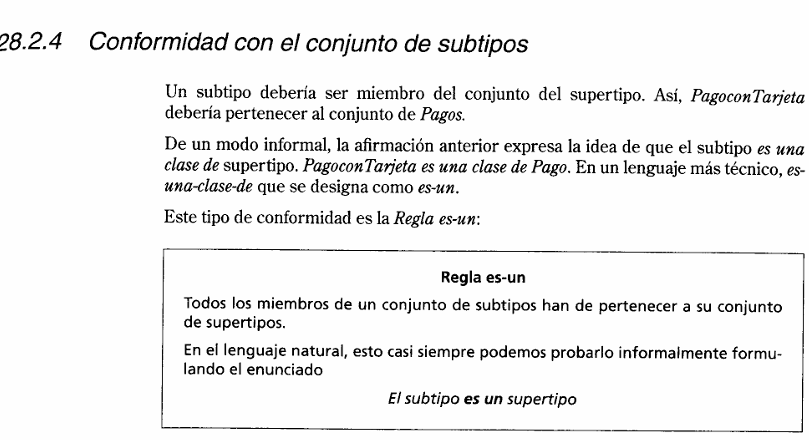 28.2.4 Conformidad con el conjunto de subtipos
Un subtipo debería ser miembro del conjunto del supertipo. Así, PagoconTarjeta
debería pertenecer al conjunto de Pagos.
De un modo informal, la afirmación anterior expresa la idea de que el subtipo es una
clase de supertipo. PagoconTarjeta es una clase de Pago. En un lenguaje más técnico, es-
una-clase-de que se designa como es-un.
Este tipo de conformidad es la Regla es-un:
Regla es-un
Todos los miembros de un conjunto de subtipos han de pertenecer a su conjunto
de supertipos.
En el lenguaje natural, esto casi siempre podemos probarlo informalmente formu-
lando el enunciado
El subtipo es un supertipo